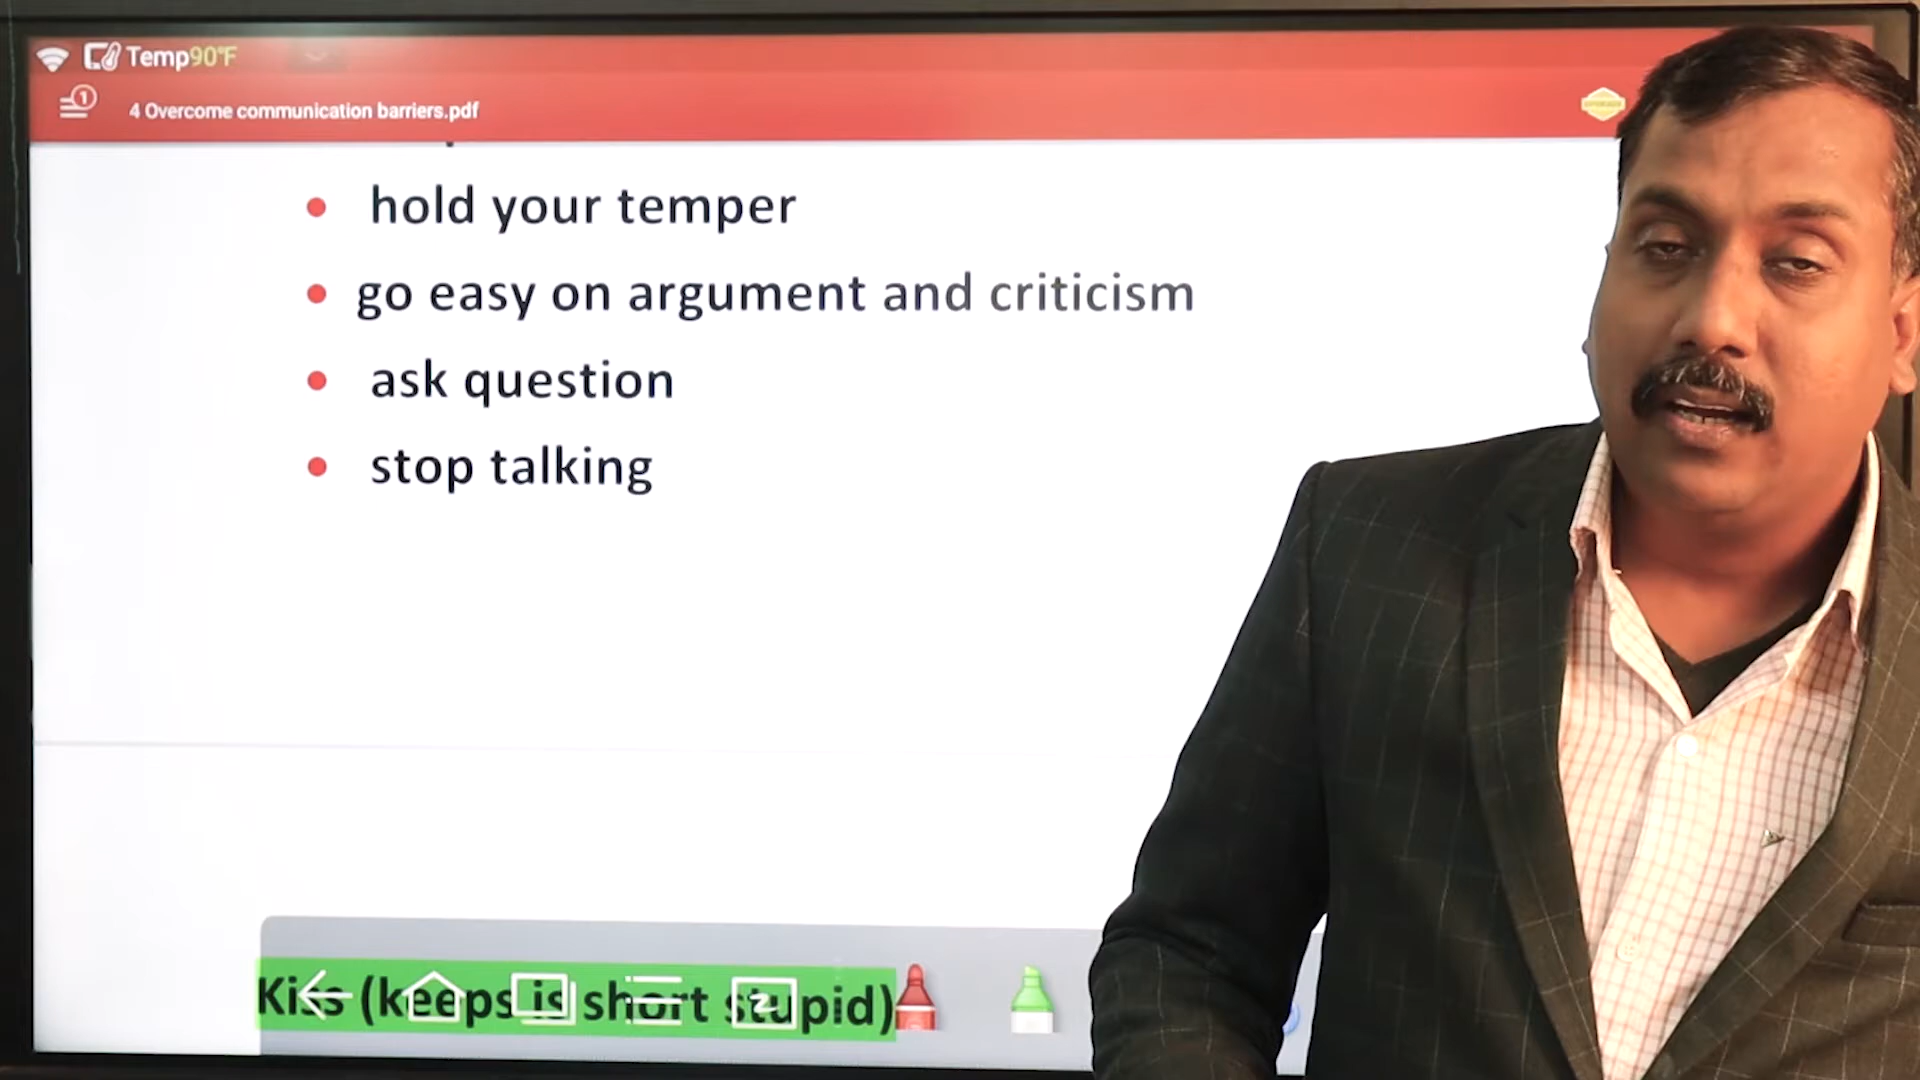 Temp90°F
1
4 Overcome communication barriers.pdf
• hold your temper
• go easy on argument and criticism
• ask question
• stop talking
Kiss (keeps is short stupid)